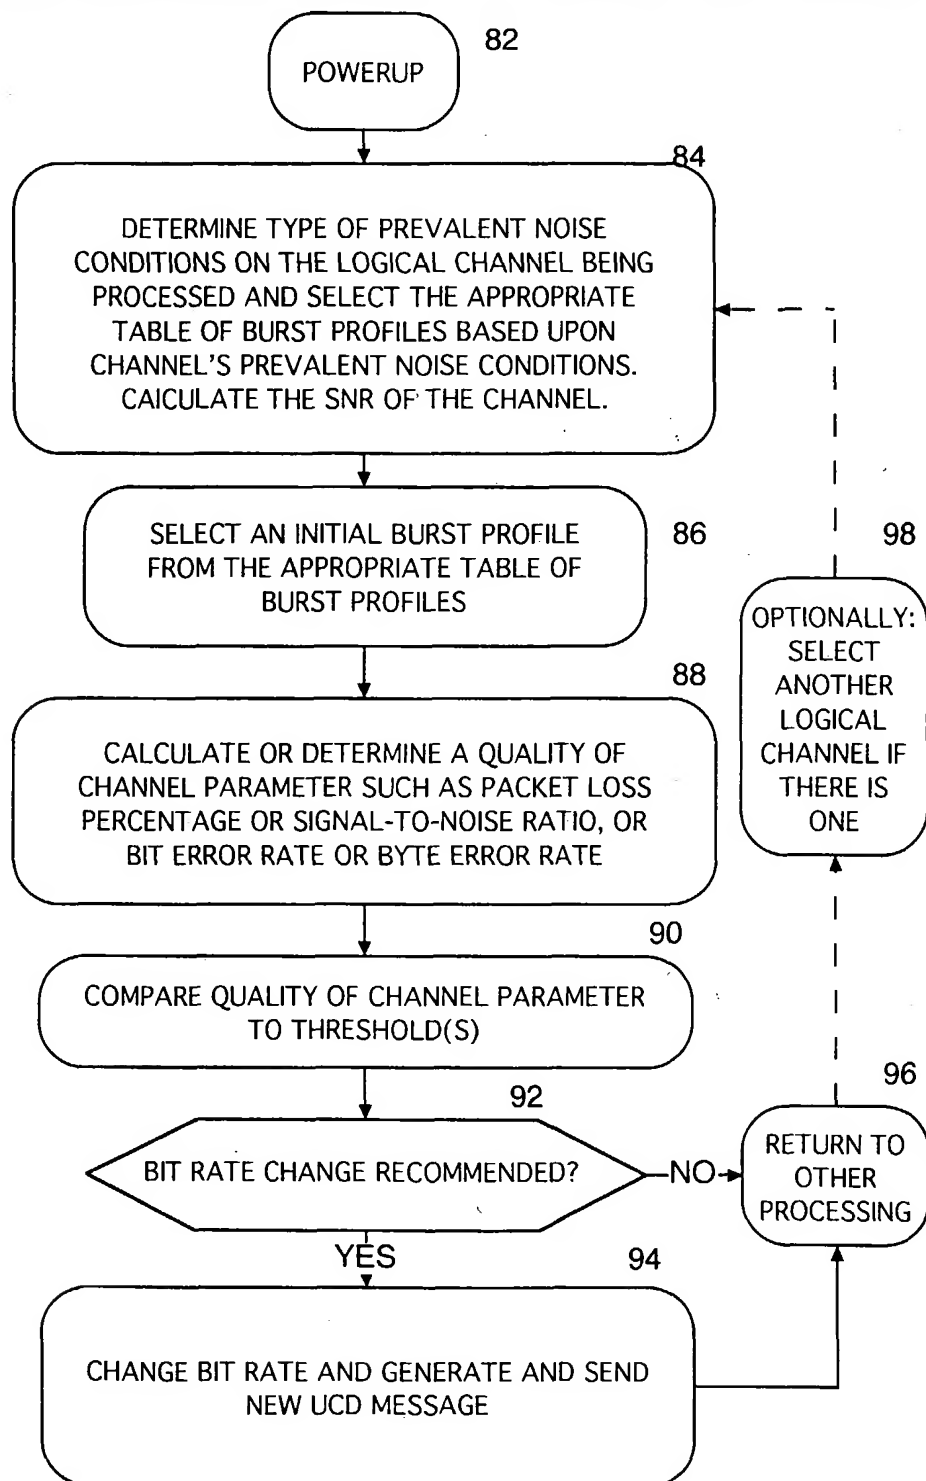 82
POWERUP
84
DETERMINE TYPE OF PREVALENT NOISE
CONDITIONS ON THE LOGICAL CHANNEL BEING
PROCESSED AND SELECT THE APPROPRIATE
TABLE OF BURST PROFILES BASED UPON
CHANNEL'S PREVALENT NOISE CONDITIONS.
CAlCULATE THE SNR OF THE CHANNEL.
SELECT AN INITIAL BURST PROFILE
FROM THE APPROPRIATE TABLE OF
BURST PROFILES
86
98
OPTIONALLY:
SELECT
ANOTHER
LOGICAL
CHANNEL IF
THERE IS
ONE
88
CALCULATE OR DETERMINE A QUALITY OF
CHANNEL PARAMETER SUCH AS PACKET LOSS
PERCENTAGE OR SIGNAL-TO-NOISE RATIO, OR
BIT ERROR RATE OR BYTE ERROR RATE
90
COMPARE QUALITY OF CHANNEL PARAMETER
TO THRESHOLD(S)
92
BIT RATE CHANGE RECOMMENDED?
NO
96
RETURN TO
OTHER
PROCESSING
YES
94
CHANGE BIT RATE AND GENERATE AND SEND
NEW UCD MESSAGE